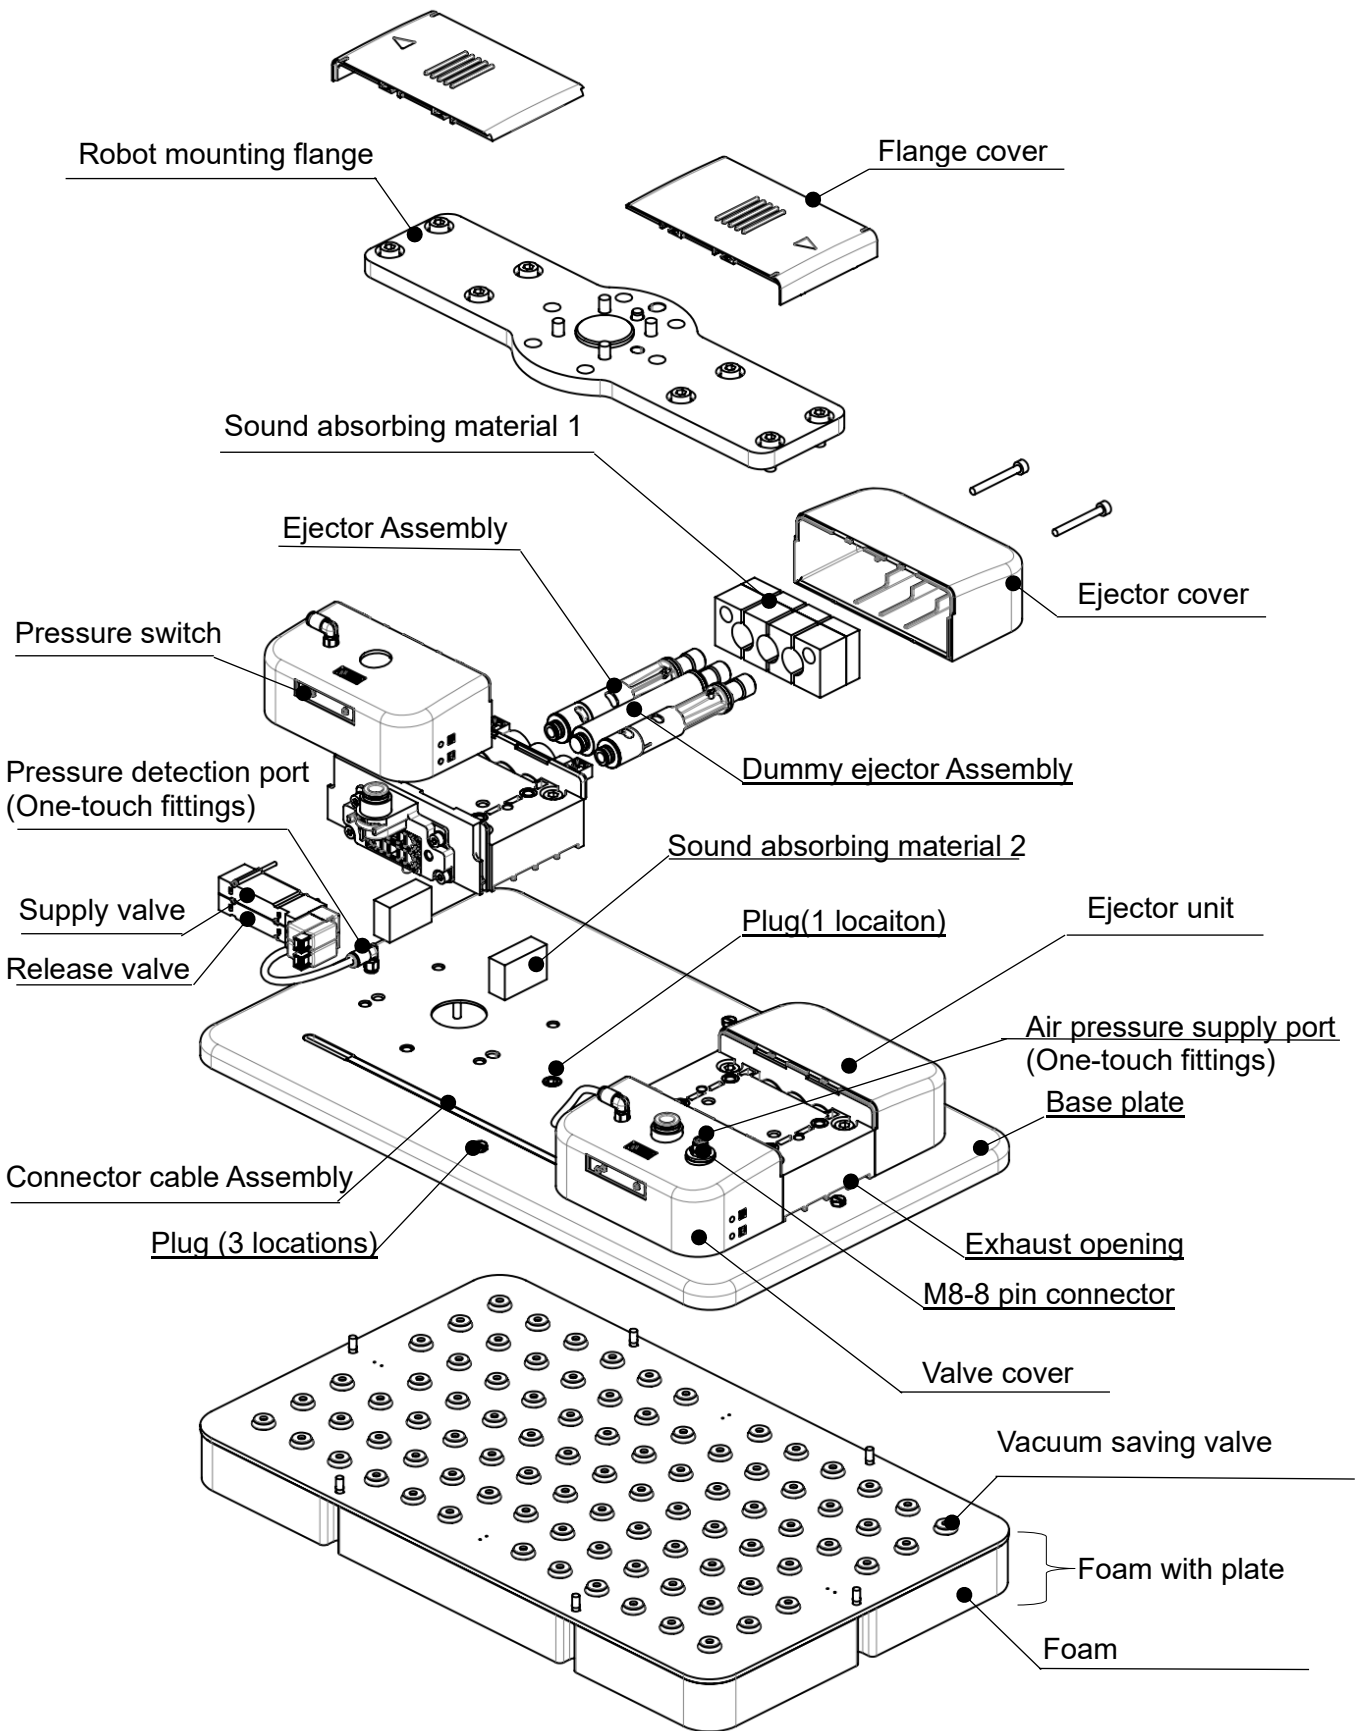 Robot mounting flange
Flange cover
Sound absorbing material 1
Ejector Assembly
Ejector cover
Pressure switch
Dummy ejector Assembly
Pressure detection port
(One-touch fittings)
Sound absorbing material 2
Supply valve
Plug(1 locaiton)
Ejector unit
Release valve
Air pressure supply port
(One-touch fittings)
Base plate
Connector cable Assembly
Plug (3 locations)
Exhaust opening
M8-8 pin connector
Valve cover
Vacuum saving valve
Foam with plate
Foam